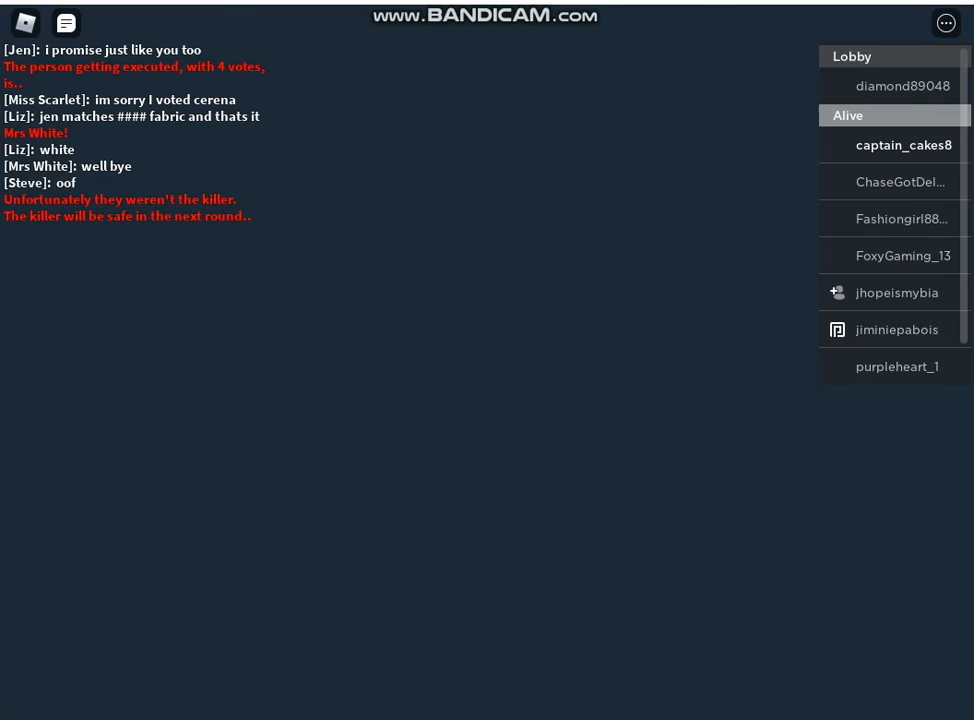 WWW.BANDICAM.COM
[Jen]: i promise just like you too
The person getting executed, with 4 votes,
is..
[Miss Scarlet]: im sorry I voted cerena
[Liz]: jen matches #### fabric and thats it
Mrs White!
[Liz]: white
[Mrs White]: well bye
[Steve]: oof
Unfortunately they weren't the killer.
The killer will be safe in the next round..
Lobby
diamond89048
Alive
captain_cakes8
ChaseGotDel...
Fashiongirl88...
FoxyGaming_13
jhopeismybia
jiminiepabois
purpleheart_1